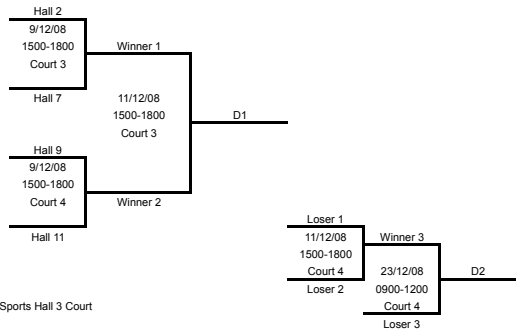 Hall 2
9/12/08
1500-1800
Court 3
Hall 7
Winner 1
11/12/08
1500-1800
Court 3
D1
Hall 9
9/12/08
1500-1800
Court 4
Hall 11
Winner 2
Loser 1
11/12/08
1500-1800
Court 4
Loser 2
Winner 3
23/12/08
0900-1200
Court 4
Loser 3
D2
Sports Hall 3 Court